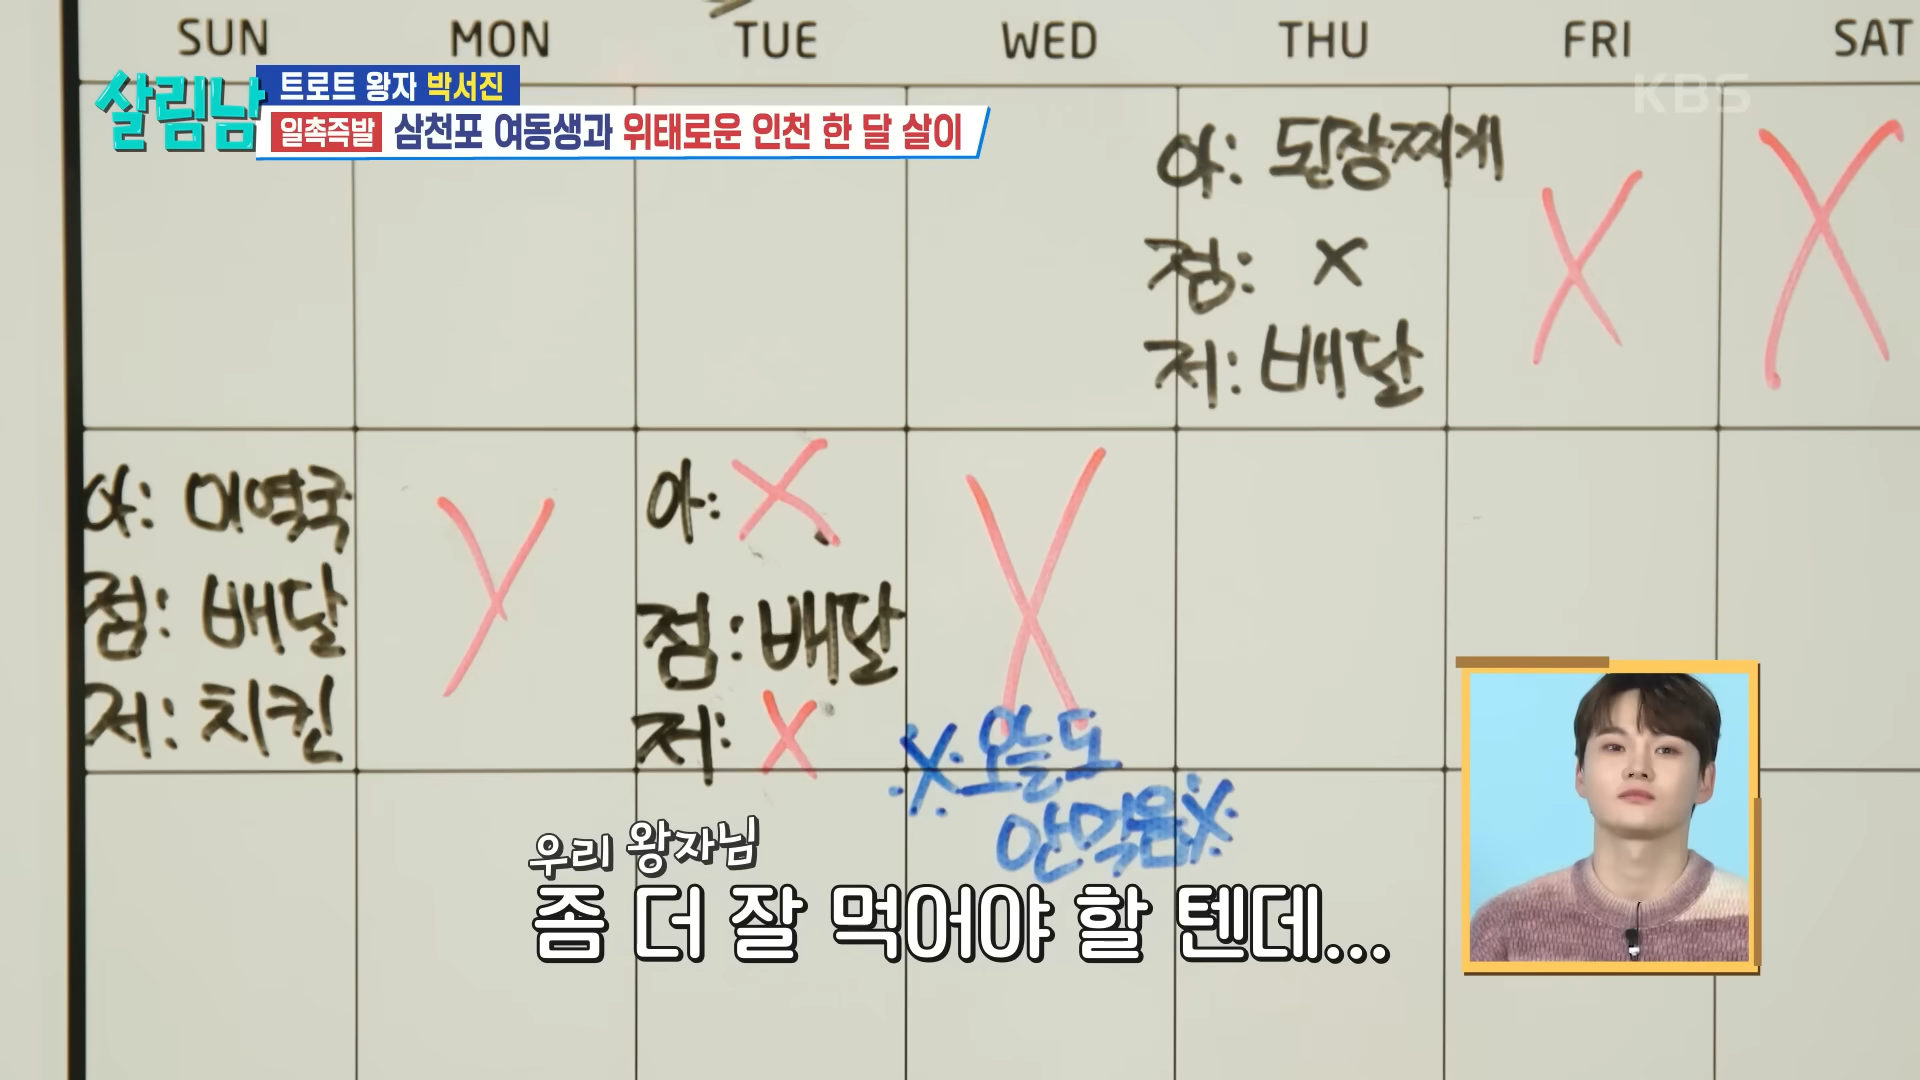 SUN MON TUE WED THU FRI SAT
살림남
트로트 왕자 박서진
일촉즉발 삼천포 여동생과 위태로운 인천 한 달 살이
KBS
아: 된장찌개
점: X
저: 배달
X
X
아: 미역국
점: 배달
저: 치킨
X
아: X
점: 배달
저: X
X
※오늘도
안먹음※
우리 왕자님
좀 더 잘 먹어야 할 텐데...